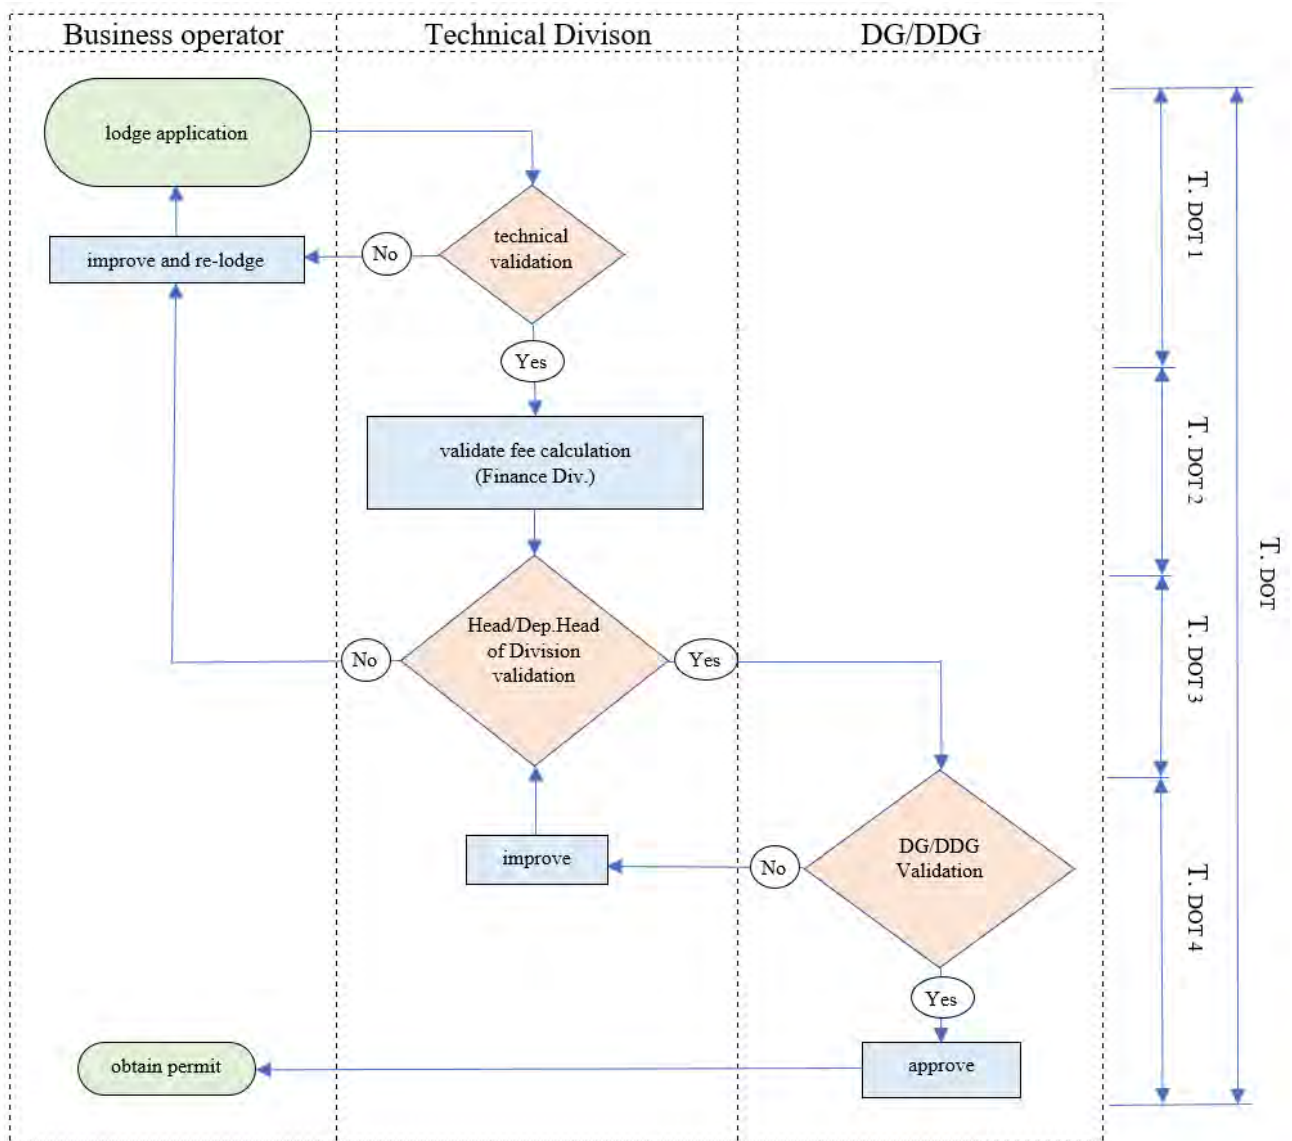 Business operator
Technical Divison
DG/DDG
lodge application
technical
validation
No
improve and re-lodge
Yes
validate fee calculation
(Finance Div.)
Head/Dep.Head
of Division
validation
No
Yes
improve
No
DG/DDG
Validation
Yes
approve
obtain permit
T. DOT 1
T. DOT 2
T. DOT 3
T. DOT 4
T. DOT